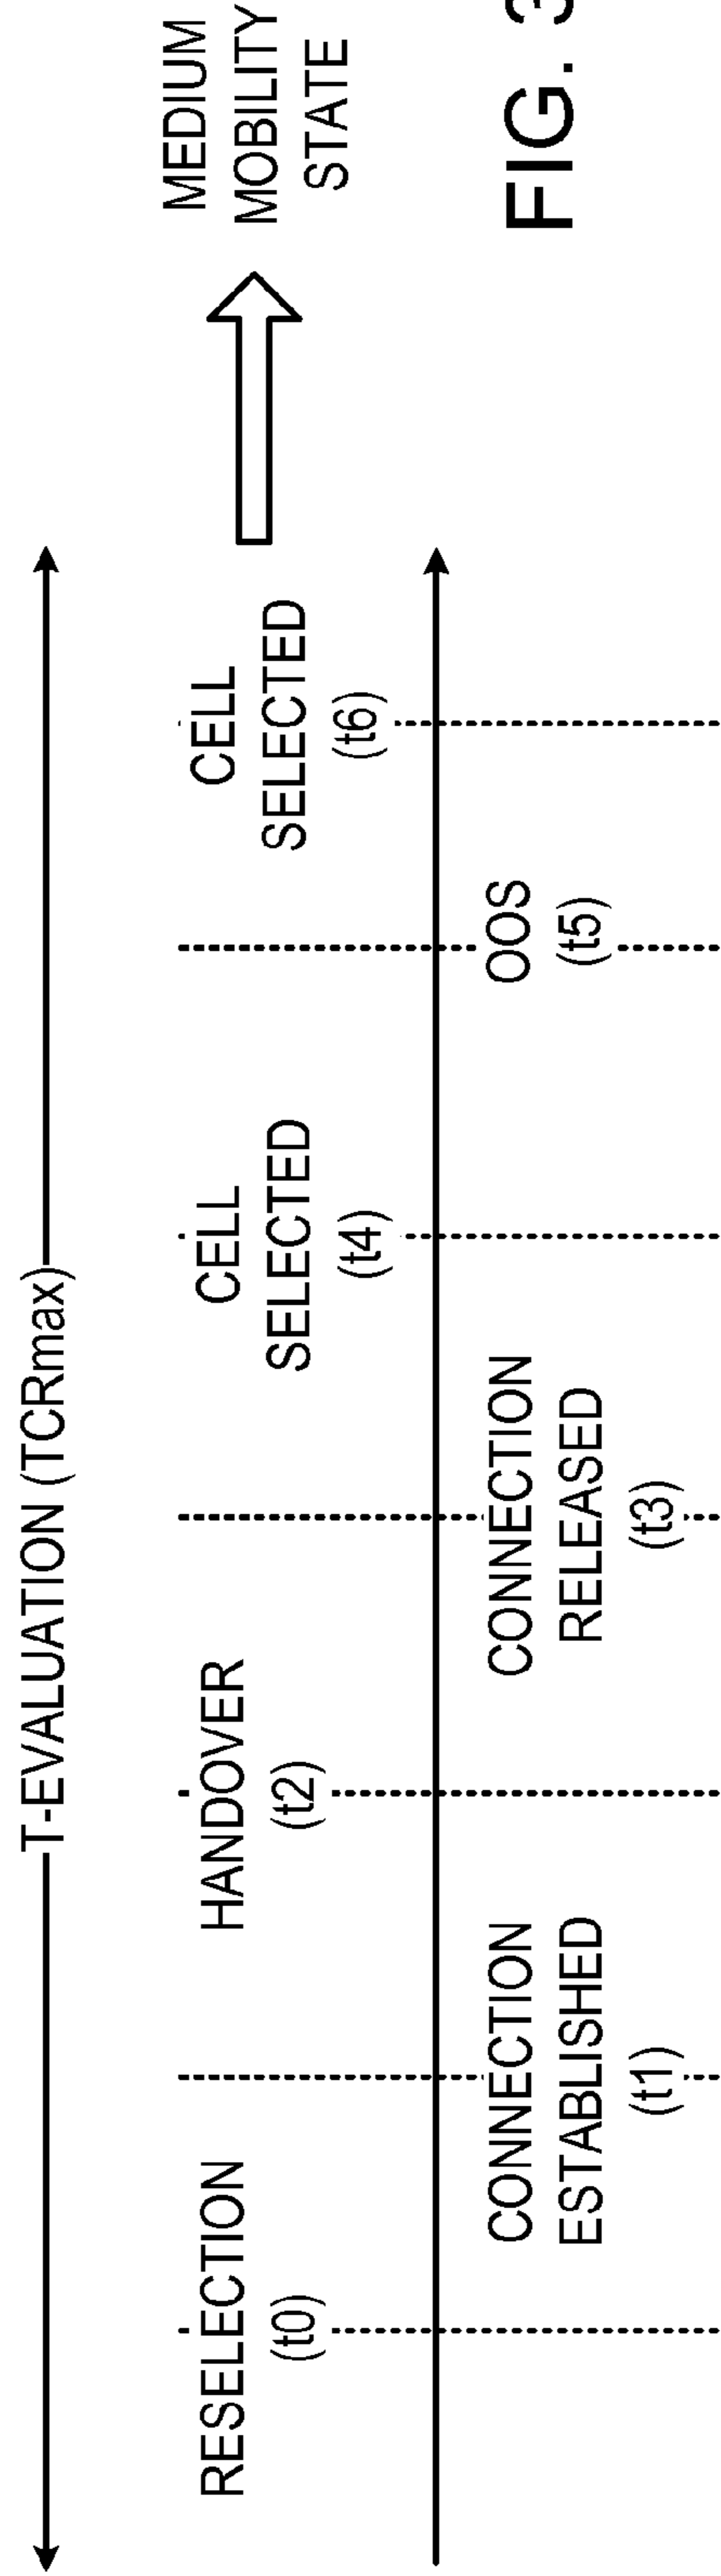 T-EVALUATION (TCRmax)
RESELECTION
(t0)
HANDOVER
(t2)
CELL
SELECTED
(t4)
CELL
SELECTED
(t6)
MEDIUM
MOBILITY
STATE
CONNECTION
ESTABLISHED
(t1)
CONNECTION
RELEASED
(t3)
OOS
(t5)
FIG. 3